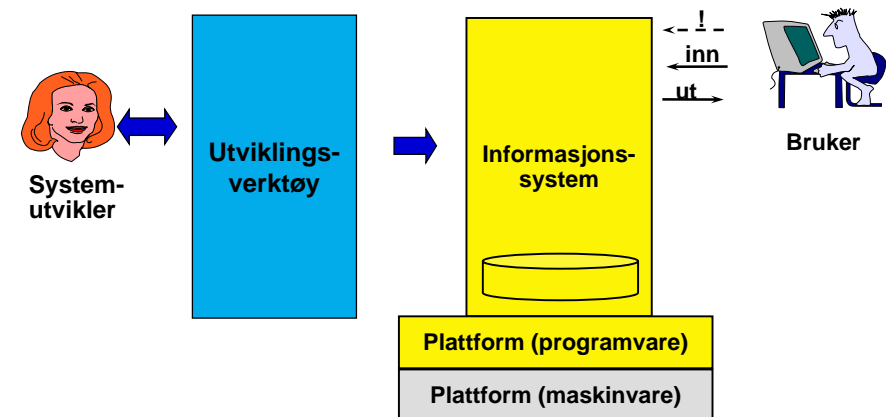 System-
utvikler
Utviklings-
verktøy
Informasjons-
system
!
inn
ut
Bruker
Plattform (programvare)
Plattform (maskinvare)